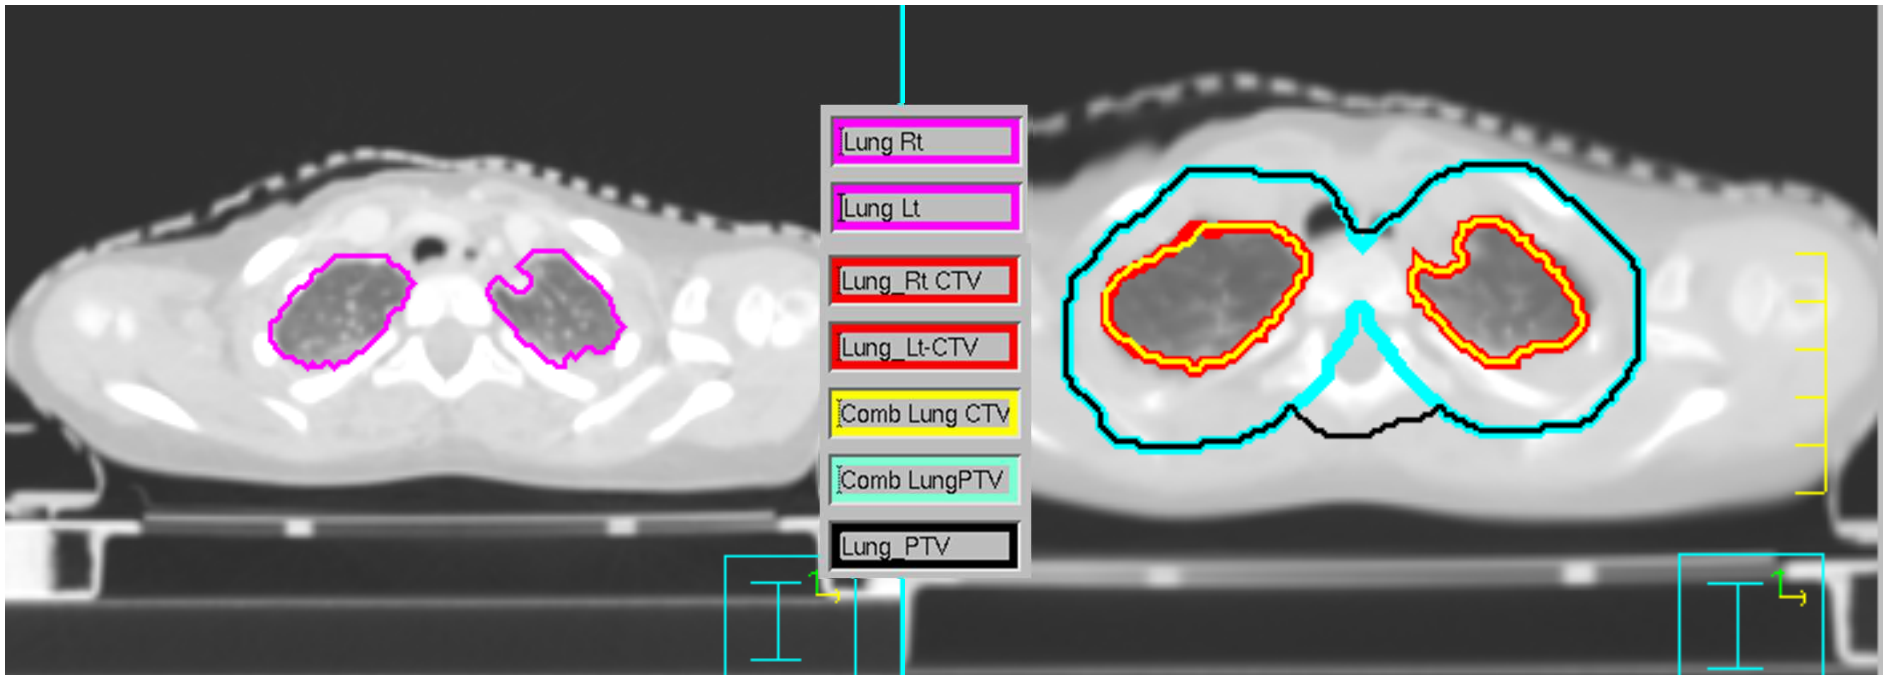 Lung Rt
Lung Lt
Lung_Rt CTV
Lung_Lt-CTV
Comb Lung CTV
Comb LungPTV
Lung_PTV